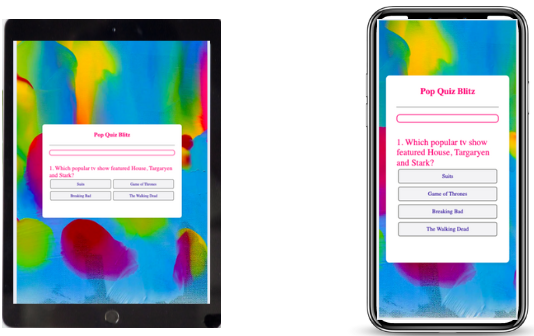 Pop Quiz Blitz
1. Which popular tv show featured House, Targaryen
and Stark?
Suits
Game of Thrones
Breaking Bad
The Walking Dead
Pop Quiz Blitz
1. Which popular tv show
featured House, Targaryen
and Stark?
Suits
Game of Thrones
Breaking Bad
The Walking Dead